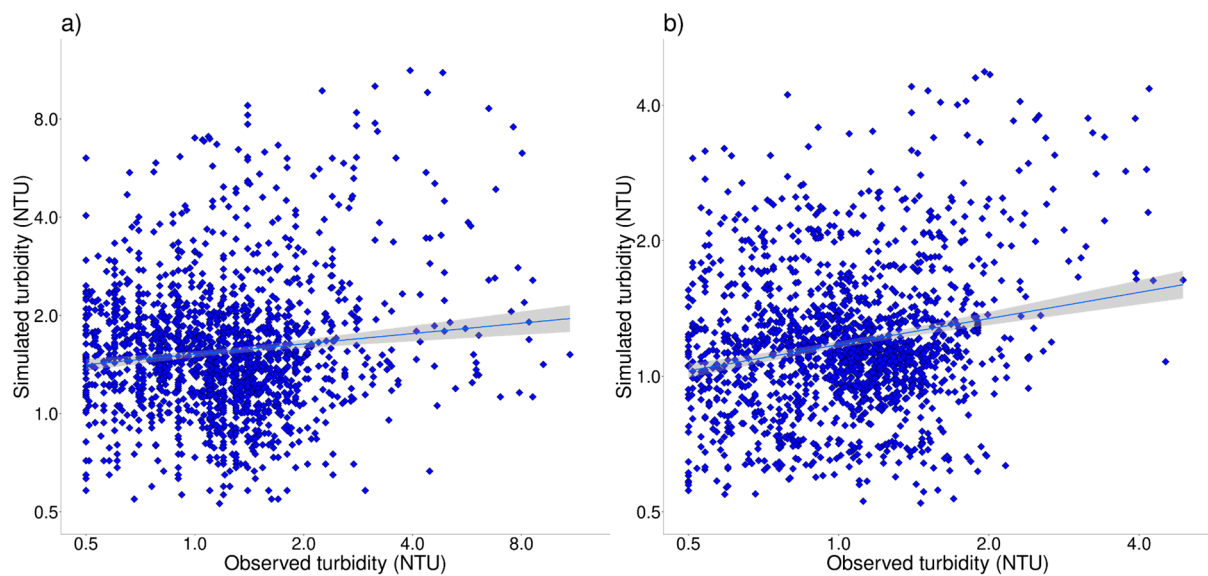 a)
Simulated turbidity (NTU)
8.0
4.0
2.0
1.0
0.5
0.5 1.0 2.0 4.0 8.0
Observed turbidity (NTU)
b)
Simulated turbidity (NTU)
4.0
2.0
1.0
0.5
0.5 1.0 2.0 4.0
Observed turbidity (NTU)